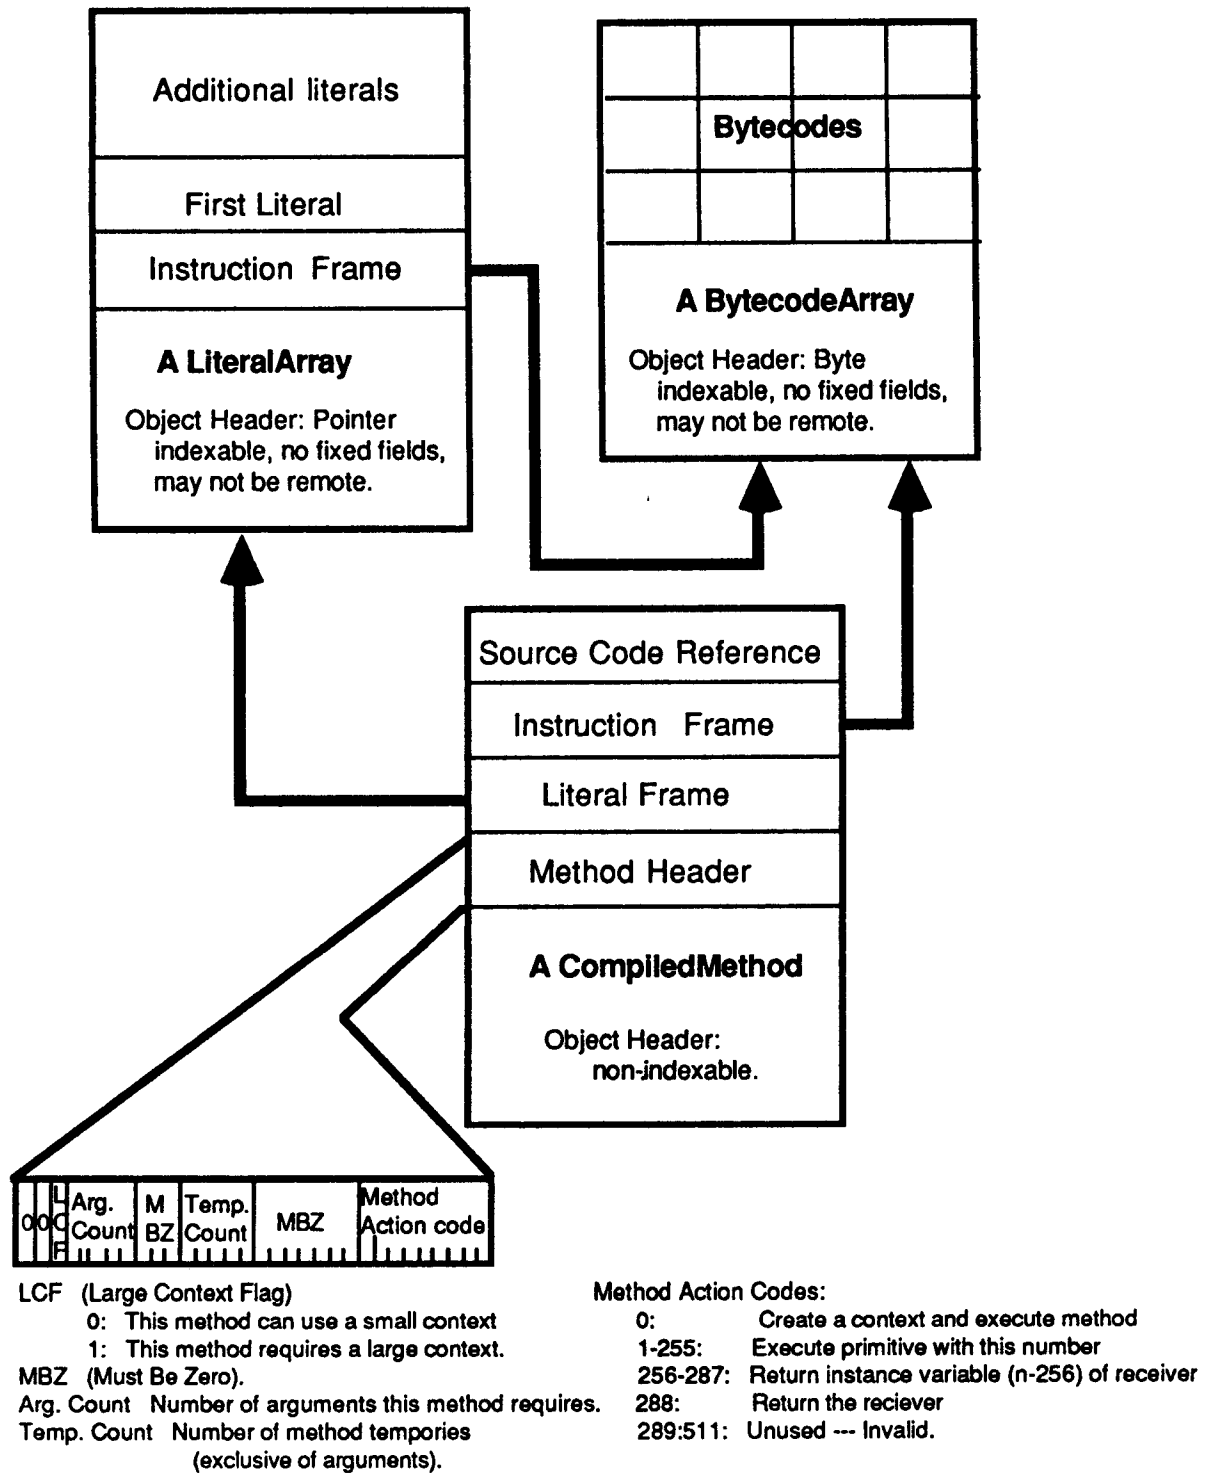 Additional literals
First Literal
Instruction Frame
A LiteralArray
Object Header: Pointer
indexable, no fixed fields,
may not be remote.
Bytecodes
A BytecodeArray
Object Header: Byte
indexable, no fixed fields,
may not be remote.
Source Code Reference
Instruction Frame
Literal Frame
Method Header
A CompiledMethod
Object Header:
non-indexable.
0 0 LCF Arg. Count MBZ Temp. Count MBZ Method Action code
LCF (Large Context Flag)
0: This method can use a small context
1: This method requires a large context.
MBZ (Must Be Zero).
Arg. Count Number of arguments this method requires.
Temp. Count Number of method tempories
(exclusive of arguments).
Method Action Codes:
0: Create a context and execute method
1-255: Execute primitive with this number
256-287: Return instance variable (n-256) of receiver
288: Return the reciever
289:511: Unused --- Invalid.